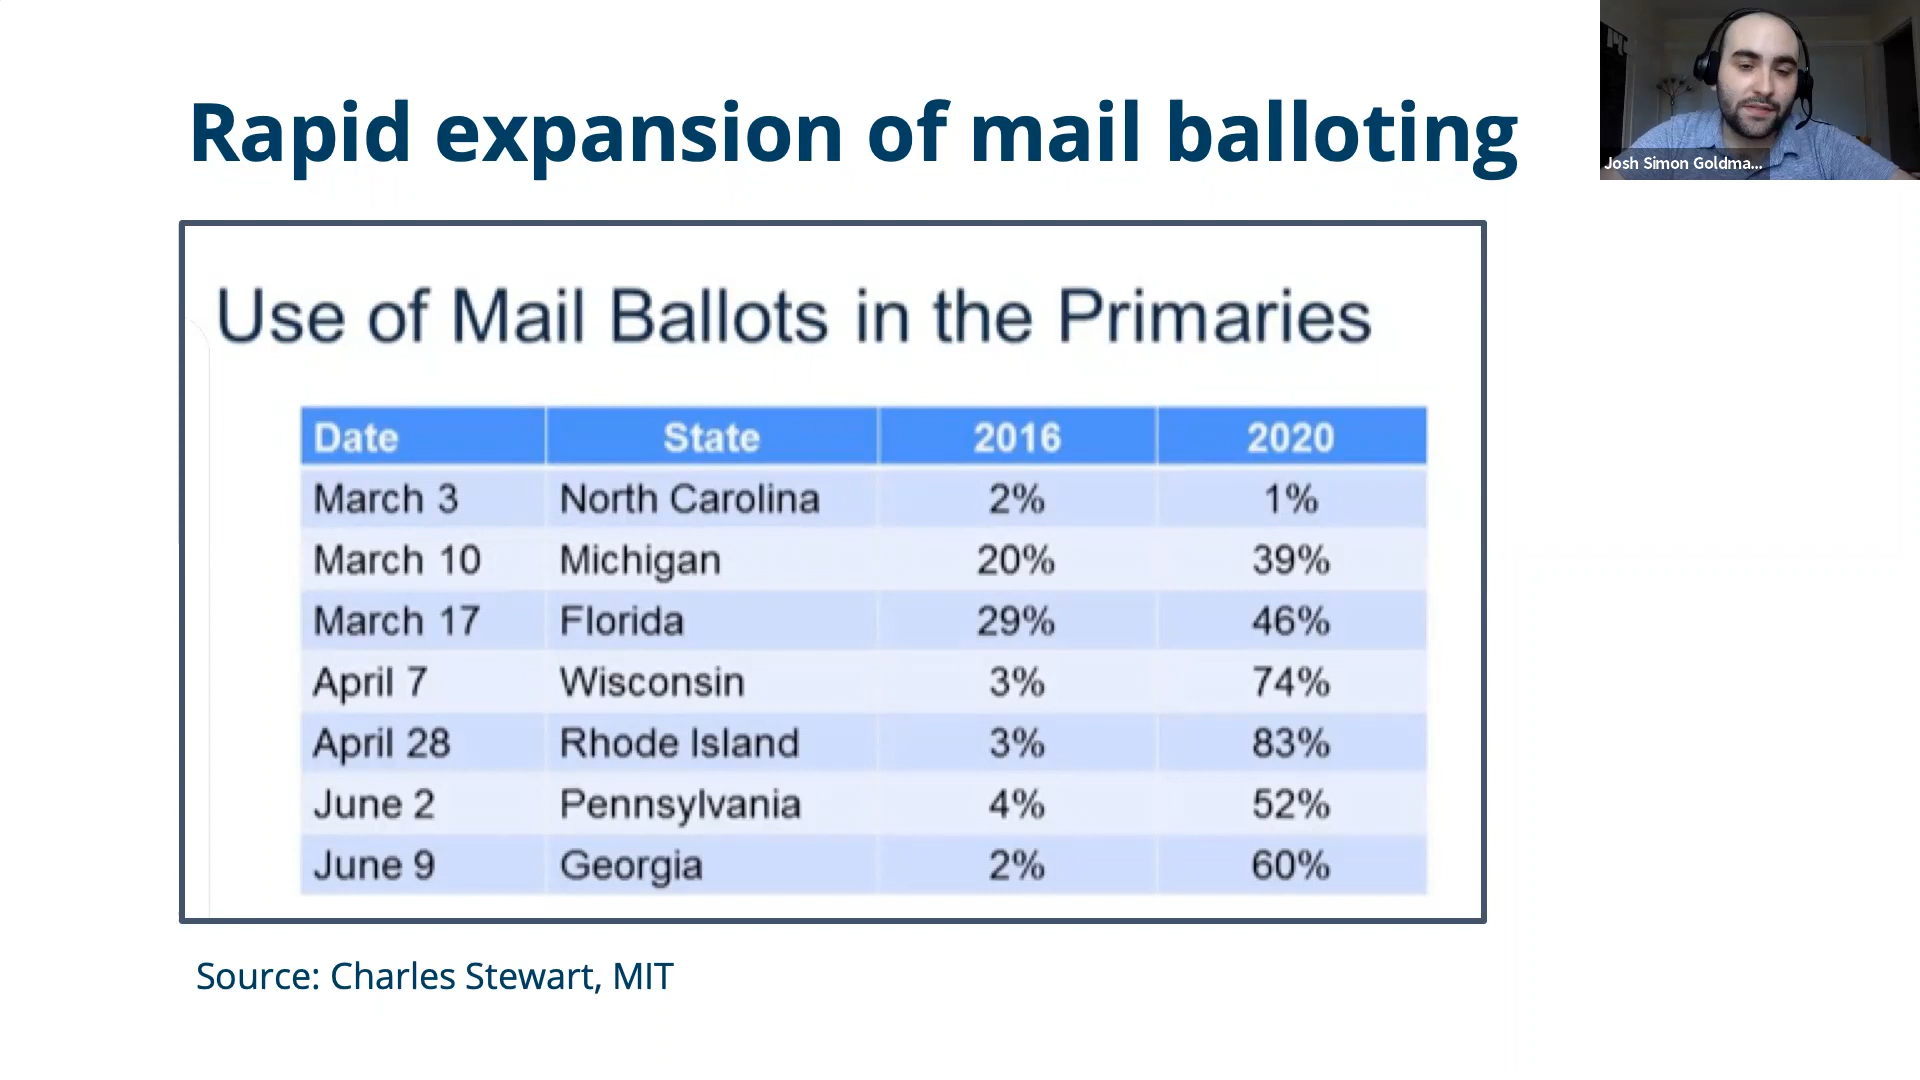 Rapid expansion of mail balloting
Josh Simon Goldma...
Use of Mail Ballots in the Primaries
Date State 2016 2020
March 3 North Carolina 2% 1%
March 10 Michigan 20% 39%
March 17 Florida 29% 46%
April 7 Wisconsin 3% 74%
April 28 Rhode Island 3% 83%
June 2 Pennsylvania 4% 52%
June 9 Georgia 2% 60%
Source: Charles Stewart, MIT